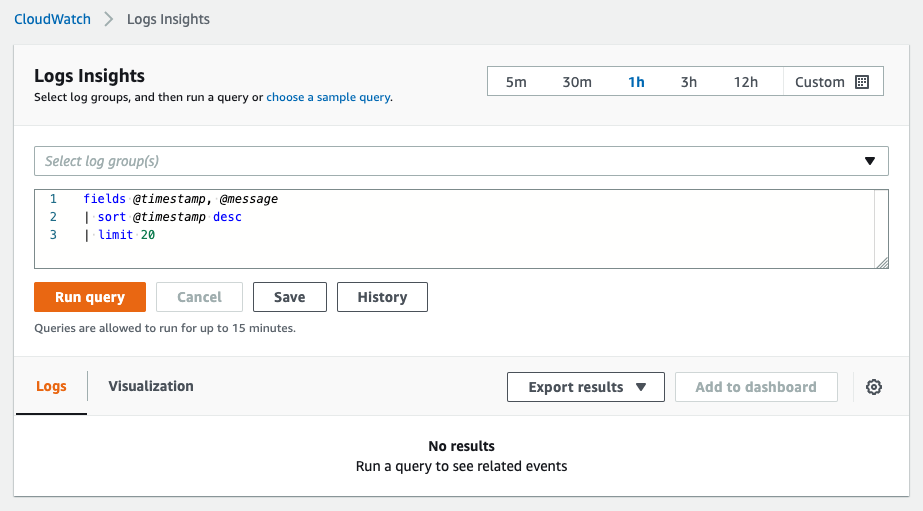 CloudWatch > Logs Insights
Logs Insights
Select log groups, and then run a query or choose a sample query.
5m 30m 1h 3h 12h Custom
Select log group(s)
1 fields @timestamp, @message
2 | sort @timestamp desc
3 | limit 20
Run query Cancel Save History
Queries are allowed to run for up to 15 minutes.
Logs Visualization Export results Add to dashboard
No results
Run a query to see related events